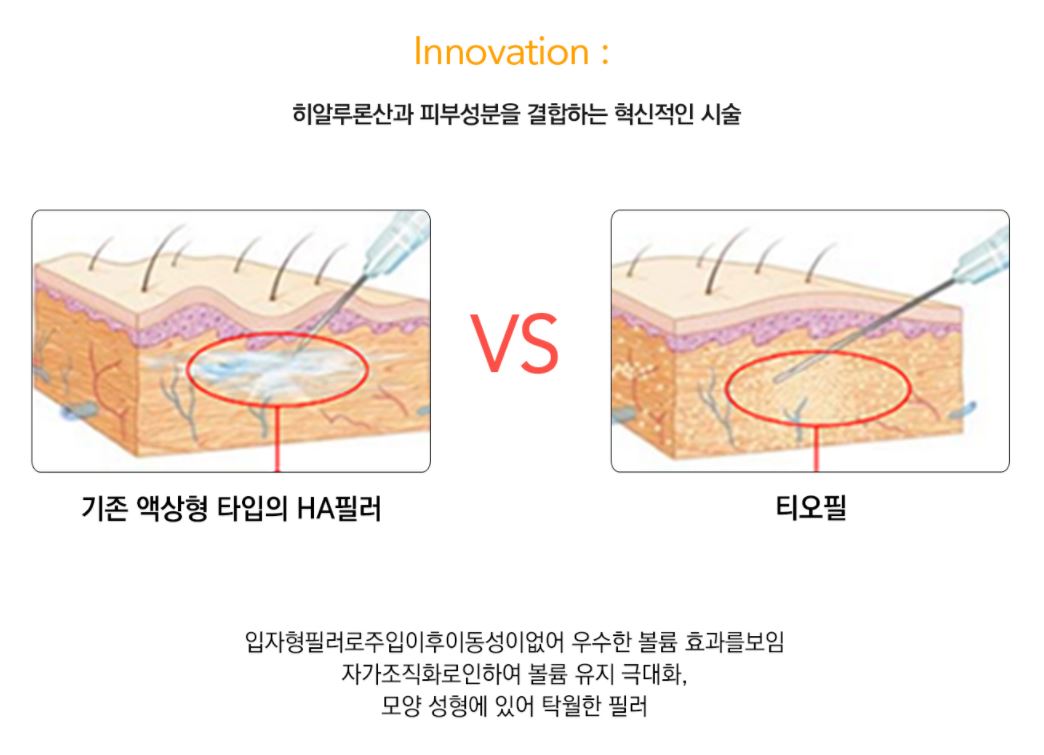 Innovation :
히알루론산과 피부성분을 결합하는 혁신적인 시술
VS
기존 액상형 타입의 HA필러
티오필
입자형필러로주입이후이동성이없어 우수한 볼륨 효과를보임
자가조직화로인하여 볼륨 유지 극대화,
모양 성형에 있어 탁월한 필러